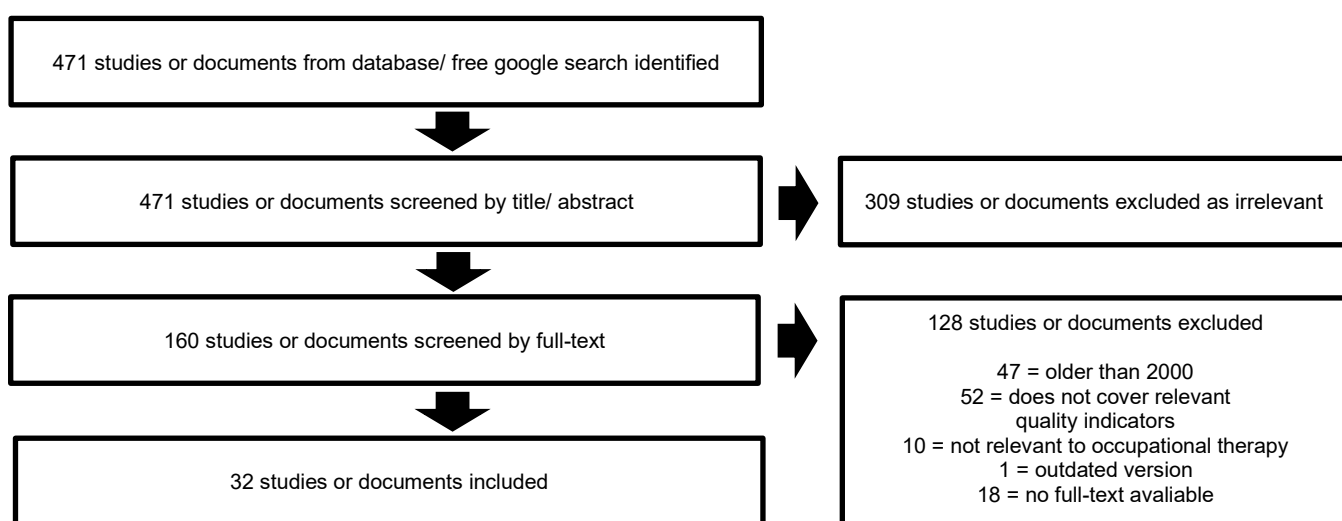 471 studies or documents from database/ free google search identified
471 studies or documents screened by title/ abstract
309 studies or documents excluded as irrelevant
160 studies or documents screened by full-text
128 studies or documents excluded
47 = older than 2000
52 = does not cover relevant
quality indicators
10 = not relevant to occupational therapy
1 = outdated version
18 = no full-text avaliable
32 studies or documents included